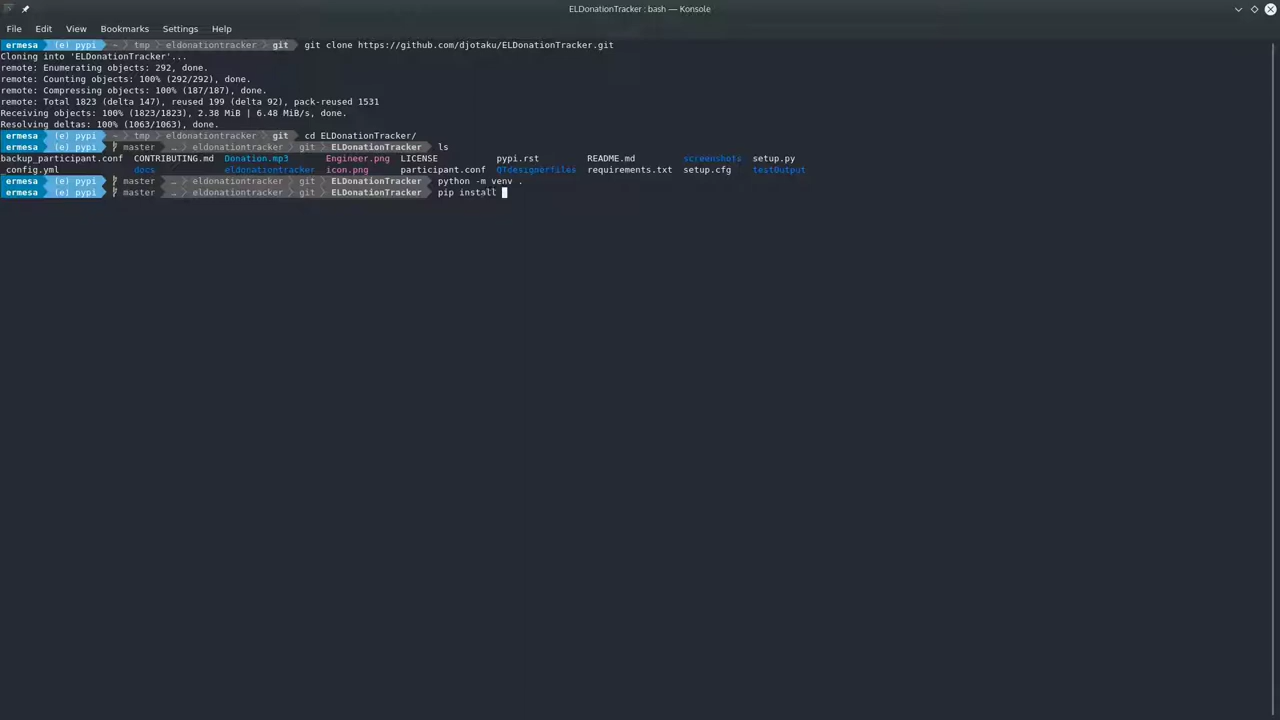 ELDonationTracker : bash — Konsole
File Edit View Bookmarks Settings Help
ermesa (e) pypi ~ tmp eldonationtracker git git clone https://github.com/djotaku/ELDonationTracker.git
Cloning into 'ELDonationTracker'...
remote: Enumerating objects: 292, done.
remote: Counting objects: 100% (292/292), done.
remote: Compressing objects: 100% (187/187), done.
remote: Total 1823 (delta 147), reused 199 (delta 92), pack-reused 1531
Receiving objects: 100% (1823/1823), 2.38 MiB | 6.48 MiB/s, done.
Resolving deltas: 100% (1063/1063), done.
ermesa (e) pypi ~ tmp eldonationtracker git cd ELDonationTracker/
ermesa (e) pypi master … eldonationtracker git ELDonationTracker ls
backup_participant.conf CONTRIBUTING.md Donation.mp3 Engineer.png LICENSE pypi.rst README.md screenshots setup.py
_config.yml docs eldonationtracker icon.png participant.conf QTdesignerfiles requirements.txt setup.cfg testOutput
ermesa (e) pypi master … eldonationtracker git ELDonationTracker python -m venv .
ermesa (e) pypi master … eldonationtracker git ELDonationTracker pip install